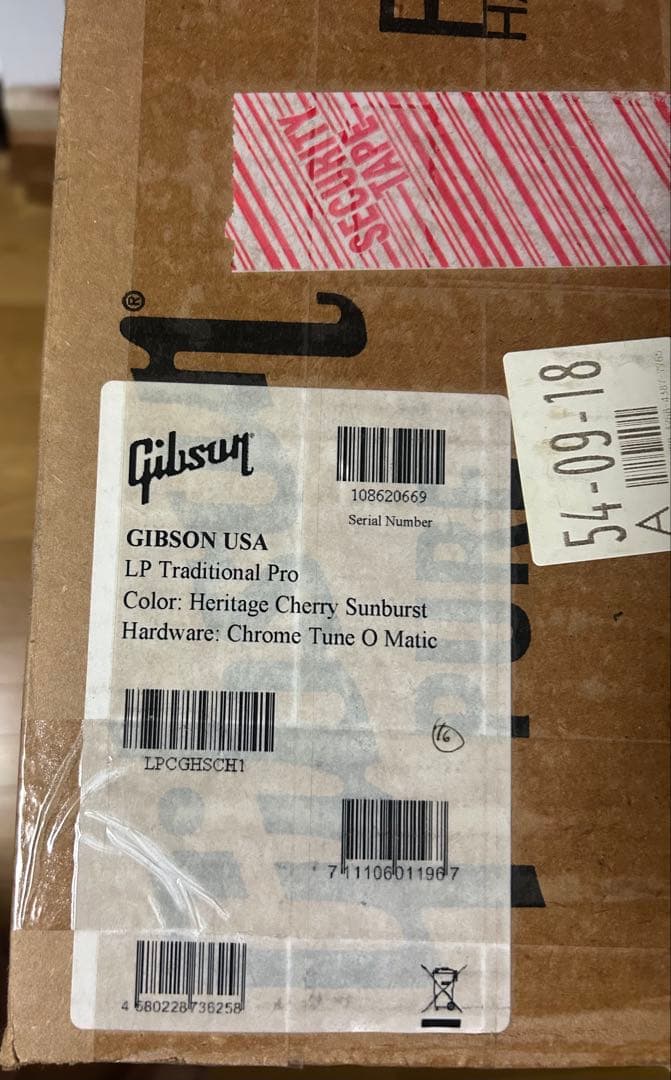 SECURITY
TAPE
54-09-18
A
Gibson
108620669
Serial Number
GIBSON USA
LP Traditional Pro
Color: Heritage Cherry Sunburst
Hardware: Chrome Tune O Matic
LPCGHSCH1
16
7 11106 01196 7
4 580228 736258